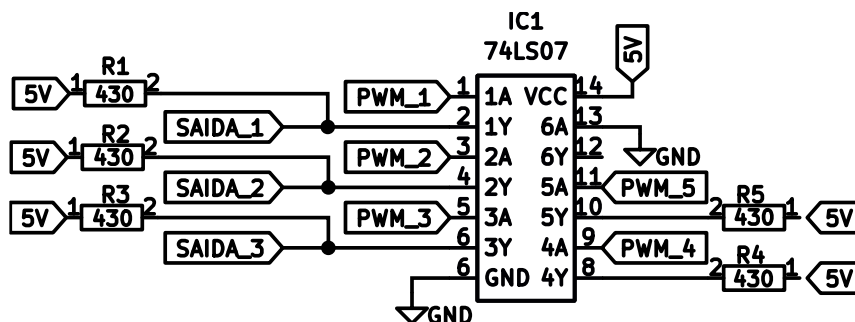 IC1
74LS07
R1
5V 1 430 2
PWM_1 1 1A VCC 14 5V
SAIDA_1 2 1Y 6A 13
R2
5V 1 430 2
PWM_2 3 2A 6Y 12 GND
SAIDA_2 4 2Y 5A 11 PWM_5
R3
5V 1 430 2
PWM_3 5 3A 5Y 10
R5
2 430 1 5V
SAIDA_3 6 3Y 4A 9 PWM_4
6 GND 4Y 8
R4
2 430 1 5V
GND